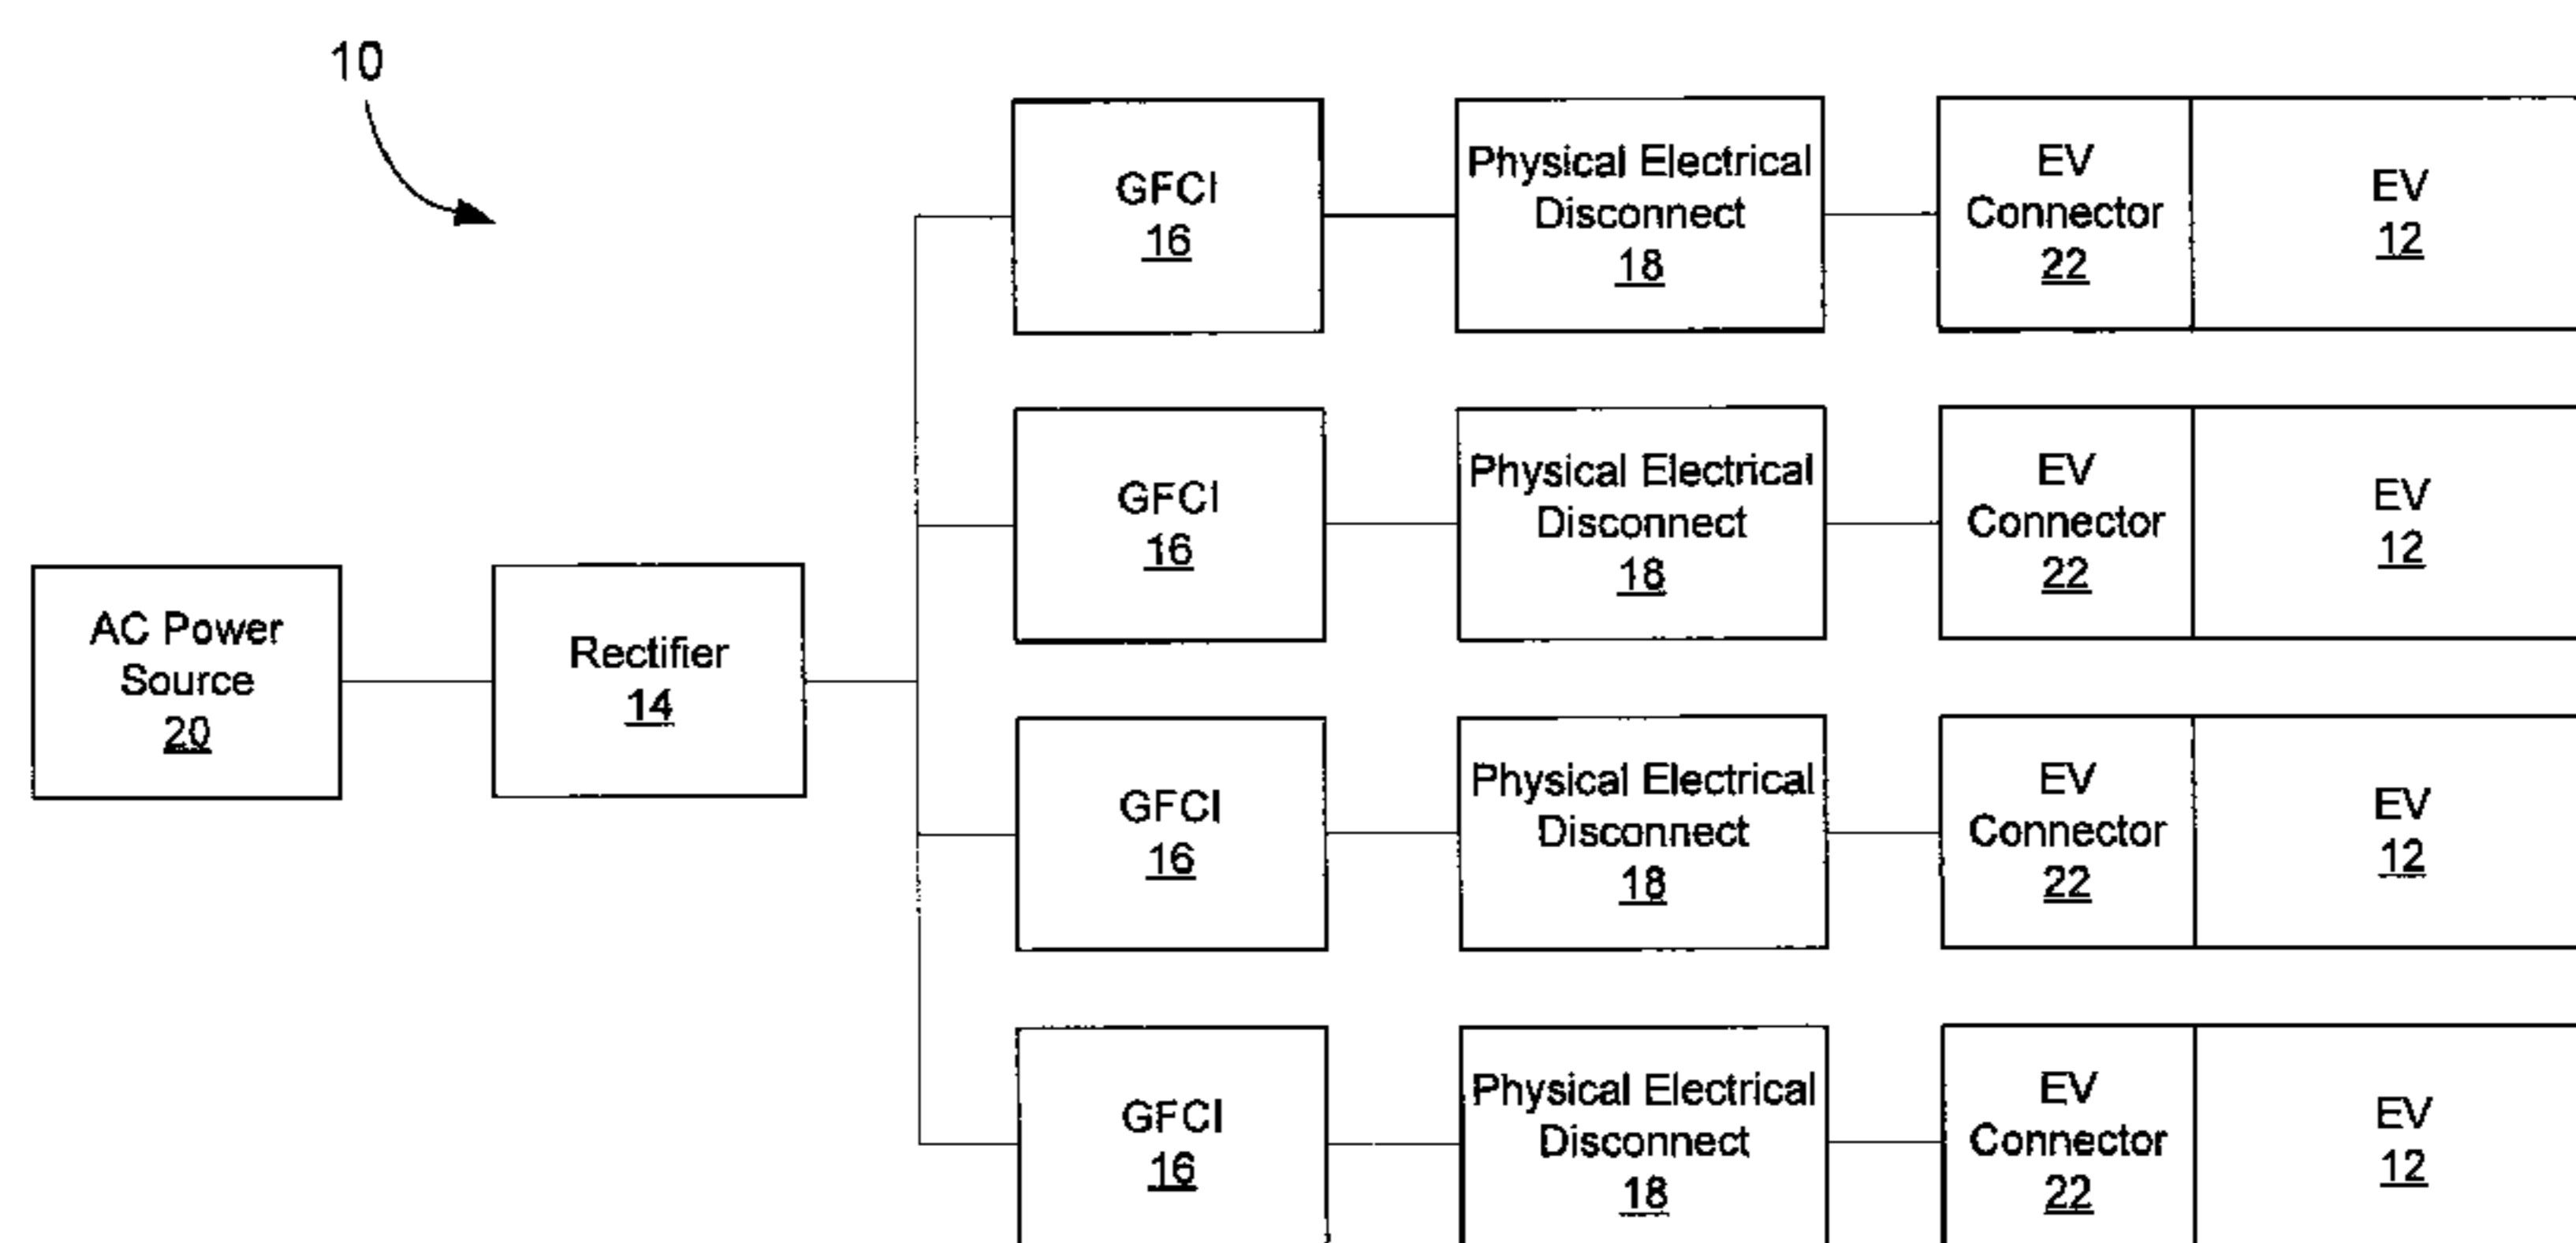 10
GFCI
16
Physical Electrical
Disconnect
18
EV
Connector
22
EV
12
GFCI
16
Physical Electrical
Disconnect
18
EV
Connector
22
EV
12
AC Power
Source
20
Rectifier
14
GFCI
16
Physical Electrical
Disconnect
18
EV
Connector
22
EV
12
GFCI
16
Physical Electrical
Disconnect
18
EV
Connector
22
EV
12